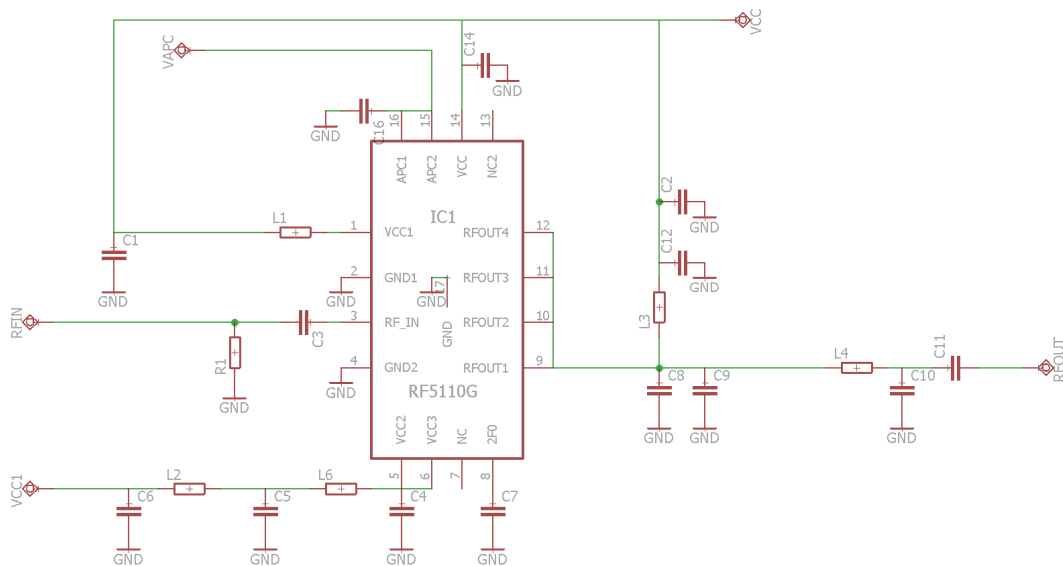 VCC
VAPC
C14
GND
C16
GND
16
15
14
13
APC1
APC2
VCC
NC2
IC1
C2
GND
L1
1
VCC1
RFOUT4
12
C12
GND
C1
GND
2
GND1
GND
17
GND
GND
RFOUT3
11
L3
RFIN
C3
3
RF_IN
RFOUT2
10
R1
GND
4
GND2
GND
RFOUT1
9
C8
GND
C9
GND
L4
C10
GND
C11
RFOUT
RF5110G
VCC2
VCC3
NC
2F0
5
6
7
8
VCC1
C6
GND
L2
C5
GND
L6
C4
GND
C7
GND